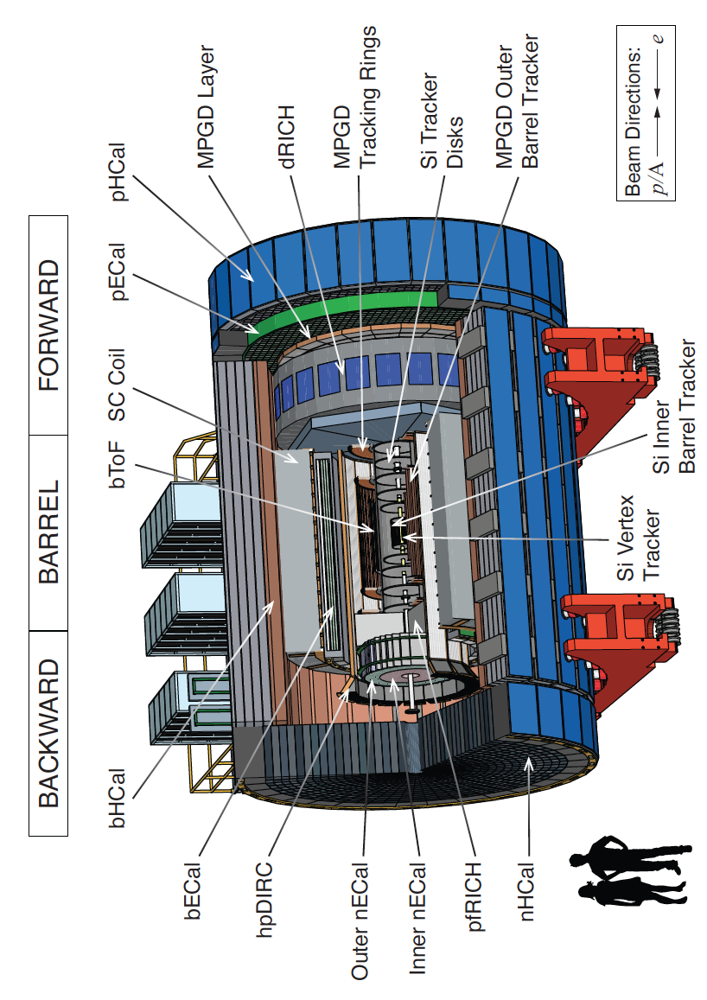 BACKWARD
BARREL
FORWARD
bHCal
bToF
SC Coil
pECal
pHCal
bECal
hpDIRC
Outer nECal
Inner nECal
pfRICH
nHCal
MPGD Layer
dRICH
MPGD
Tracking Rings
Si Tracker
Disks
MPGD Outer
Barrel Tracker
Si Vertex
Tracker
Si Inner
Barrel Tracker
Beam Directions:
p/A e